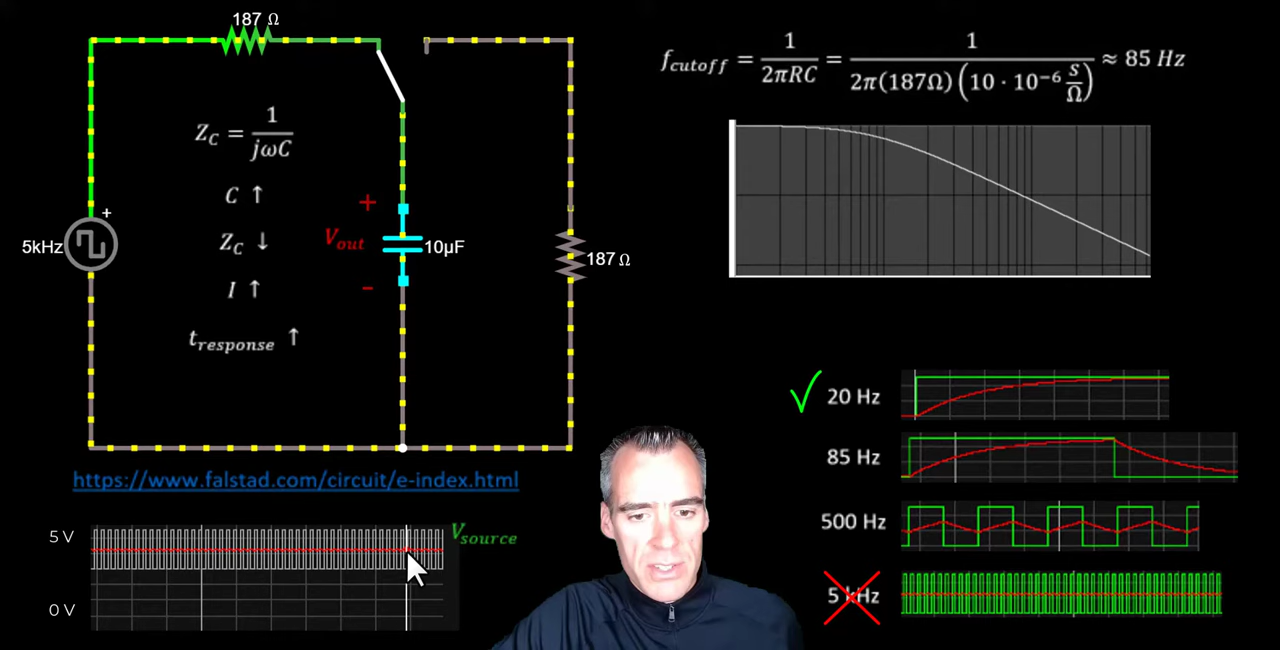 187 Ω
Z_C = 1/(jωC)
C ↑
Z_C ↓
I ↑
t_response ↑
5kHz
+
+
V_out
-
10μF
187 Ω
https://www.falstad.com/circuit/e-index.html
5 V
0 V
V_source
f_cutoff = 1/(2πRC) = 1/(2π(187Ω)(10 · 10^-6 s/Ω)) ≈ 85 Hz
✓ 20 Hz
85 Hz
500 Hz
5 kHz